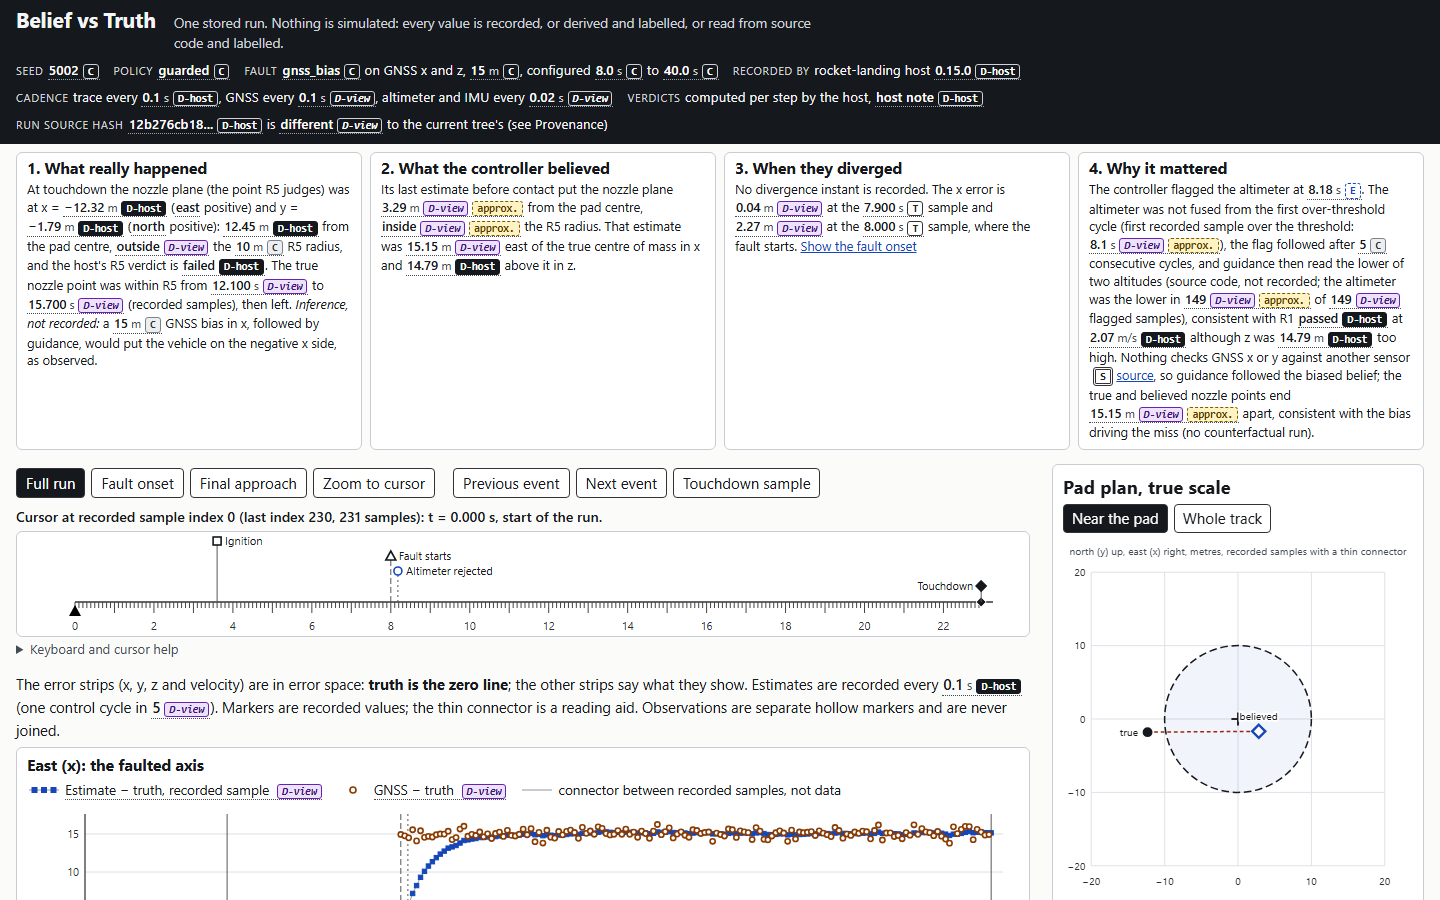 Belief vs Truth
One stored run. Nothing is simulated: every value is recorded, or derived and labelled, or read from source
code and labelled.
SEED 5002 C POLICY guarded C FAULT gnss_bias C on GNSS x and z, 15 m C, configured 8.0 s C to 40.0 s C RECORDED BY rocket-landing host 0.15.0 D-host
CADENCE trace every 0.1 s D-host, GNSS every 0.1 s D-view, altimeter and IMU every 0.02 s D-view VERDICTS computed per step by the host, host note D-host
RUN SOURCE HASH 12b276cb18... D-host is different D-view to the current tree's (see Provenance)
1. What really happened
At touchdown the nozzle plane (the point R5 judges) was
at x = −12.32 m D-host (east positive) and y =
−1.79 m D-host (north positive): 12.45 m D-host from
the pad centre, outside D-view the 10 m C R5 radius,
and the host's R5 verdict is failed D-host. The true
nozzle point was within R5 from 12.100 s D-view to
15.700 s D-view (recorded samples), then left. Inference,
not recorded: a 15 m C GNSS bias in x, followed by
guidance, would put the vehicle on the negative x side,
as observed.
2. What the controller believed
Its last estimate before contact put the nozzle plane
3.29 m D-view approx. from the pad centre,
inside D-view approx. the R5 radius. That estimate
was 15.15 m D-view east of the true centre of mass in x
and 14.79 m D-host above it in z.
3. When they diverged
No divergence instant is recorded. The x error is
0.04 m D-view at the 7.900 s T sample and
2.27 m D-view at the 8.000 s T sample, where the
fault starts. Show the fault onset
4. Why it mattered
The controller flagged the altimeter at 8.18 s E. The
altimeter was not fused from the first over-threshold
cycle (first recorded sample over the threshold:
8.1 s D-view approx.), the flag followed after 5 C
consecutive cycles, and guidance then read the lower of
two altitudes (source code, not recorded; the altimeter
was the lower in 149 D-view approx. of 149 D-view
flagged samples), consistent with R1 passed D-host at
2.07 m/s D-host although z was 14.79 m D-host too
high. Nothing checks GNSS x or y against another sensor
S source, so guidance followed the biased belief; the
true and believed nozzle points end
15.15 m D-view approx. apart, consistent with the bias
driving the miss (no counterfactual run).
Full run Fault onset Final approach Zoom to cursor Previous event Next event Touchdown sample
Cursor at recorded sample index 0 (last index 230, 231 samples): t = 0.000 s, start of the run.
Ignition
Fault starts
Altimeter rejected
Touchdown
0 2 4 6 8 10 12 14 16 18 20 22
Keyboard and cursor help
The error strips (x, y, z and velocity) are in error space: truth is the zero line; the other strips say what they show. Estimates are recorded every 0.1 s D-host
(one control cycle in 5 D-view). Markers are recorded values; the thin connector is a reading aid. Observations are separate hollow markers and are never
joined.
East (x): the faulted axis
Estimate − truth, recorded sample D-view GNSS − truth D-view connector between recorded samples, not data
15
10
Pad plan, true scale
Near the pad Whole track
north (y) up, east (x) right, metres, recorded samples with a thin connector
20
10
0
−10
−20
believed
true
−20 −10 0 10 20